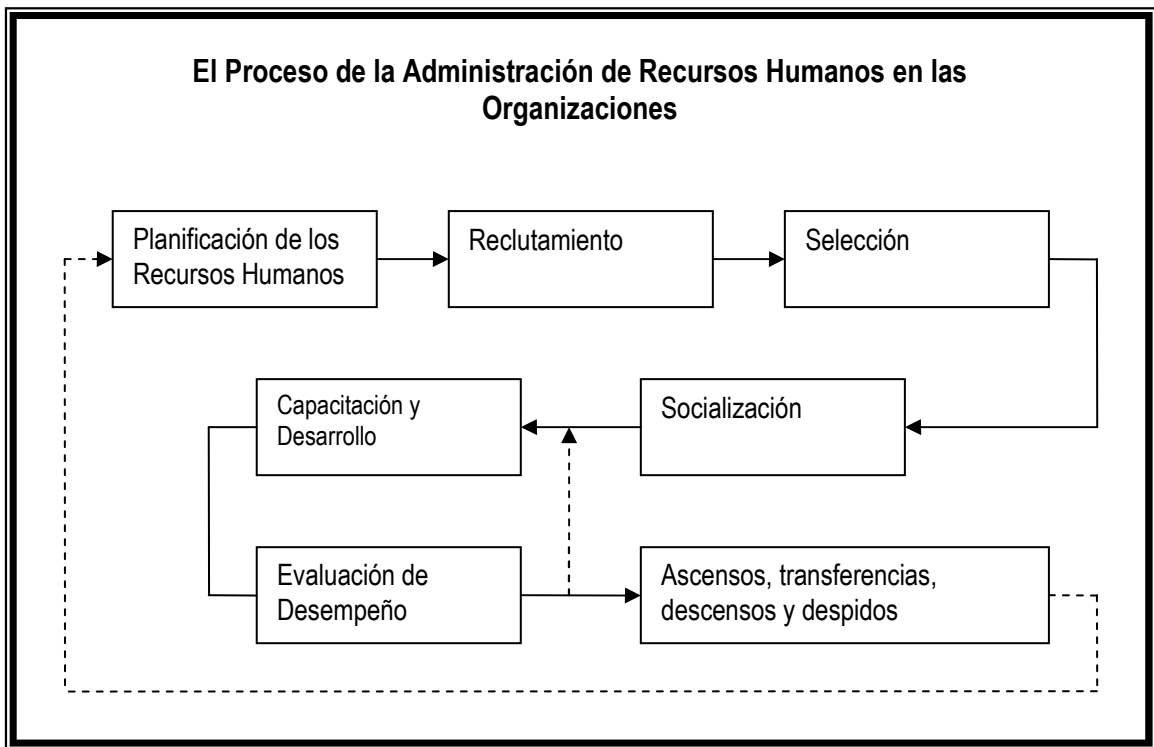 El Proceso de la Administración de Recursos Humanos en las
Organizaciones
Planificación de los
Recursos Humanos
Reclutamiento
Selección
Capacitación y
Desarrollo
Socialización
Evaluación de
Desempeño
Ascensos, transferencias,
descensos y despidos